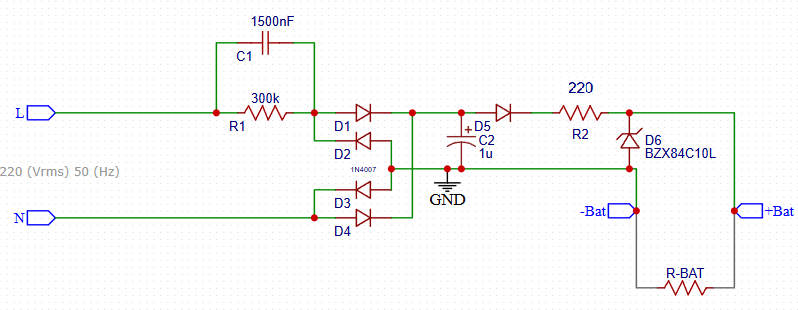 1500nF
C1
300k
220
L
R1
D1
D5
R2
+
C2
D6
D2
1u
BZX84C10L
220 (Vrms) 50 (Hz)
1N4007
GND
D3
-Bat
+Bat
N
D4
R-BAT